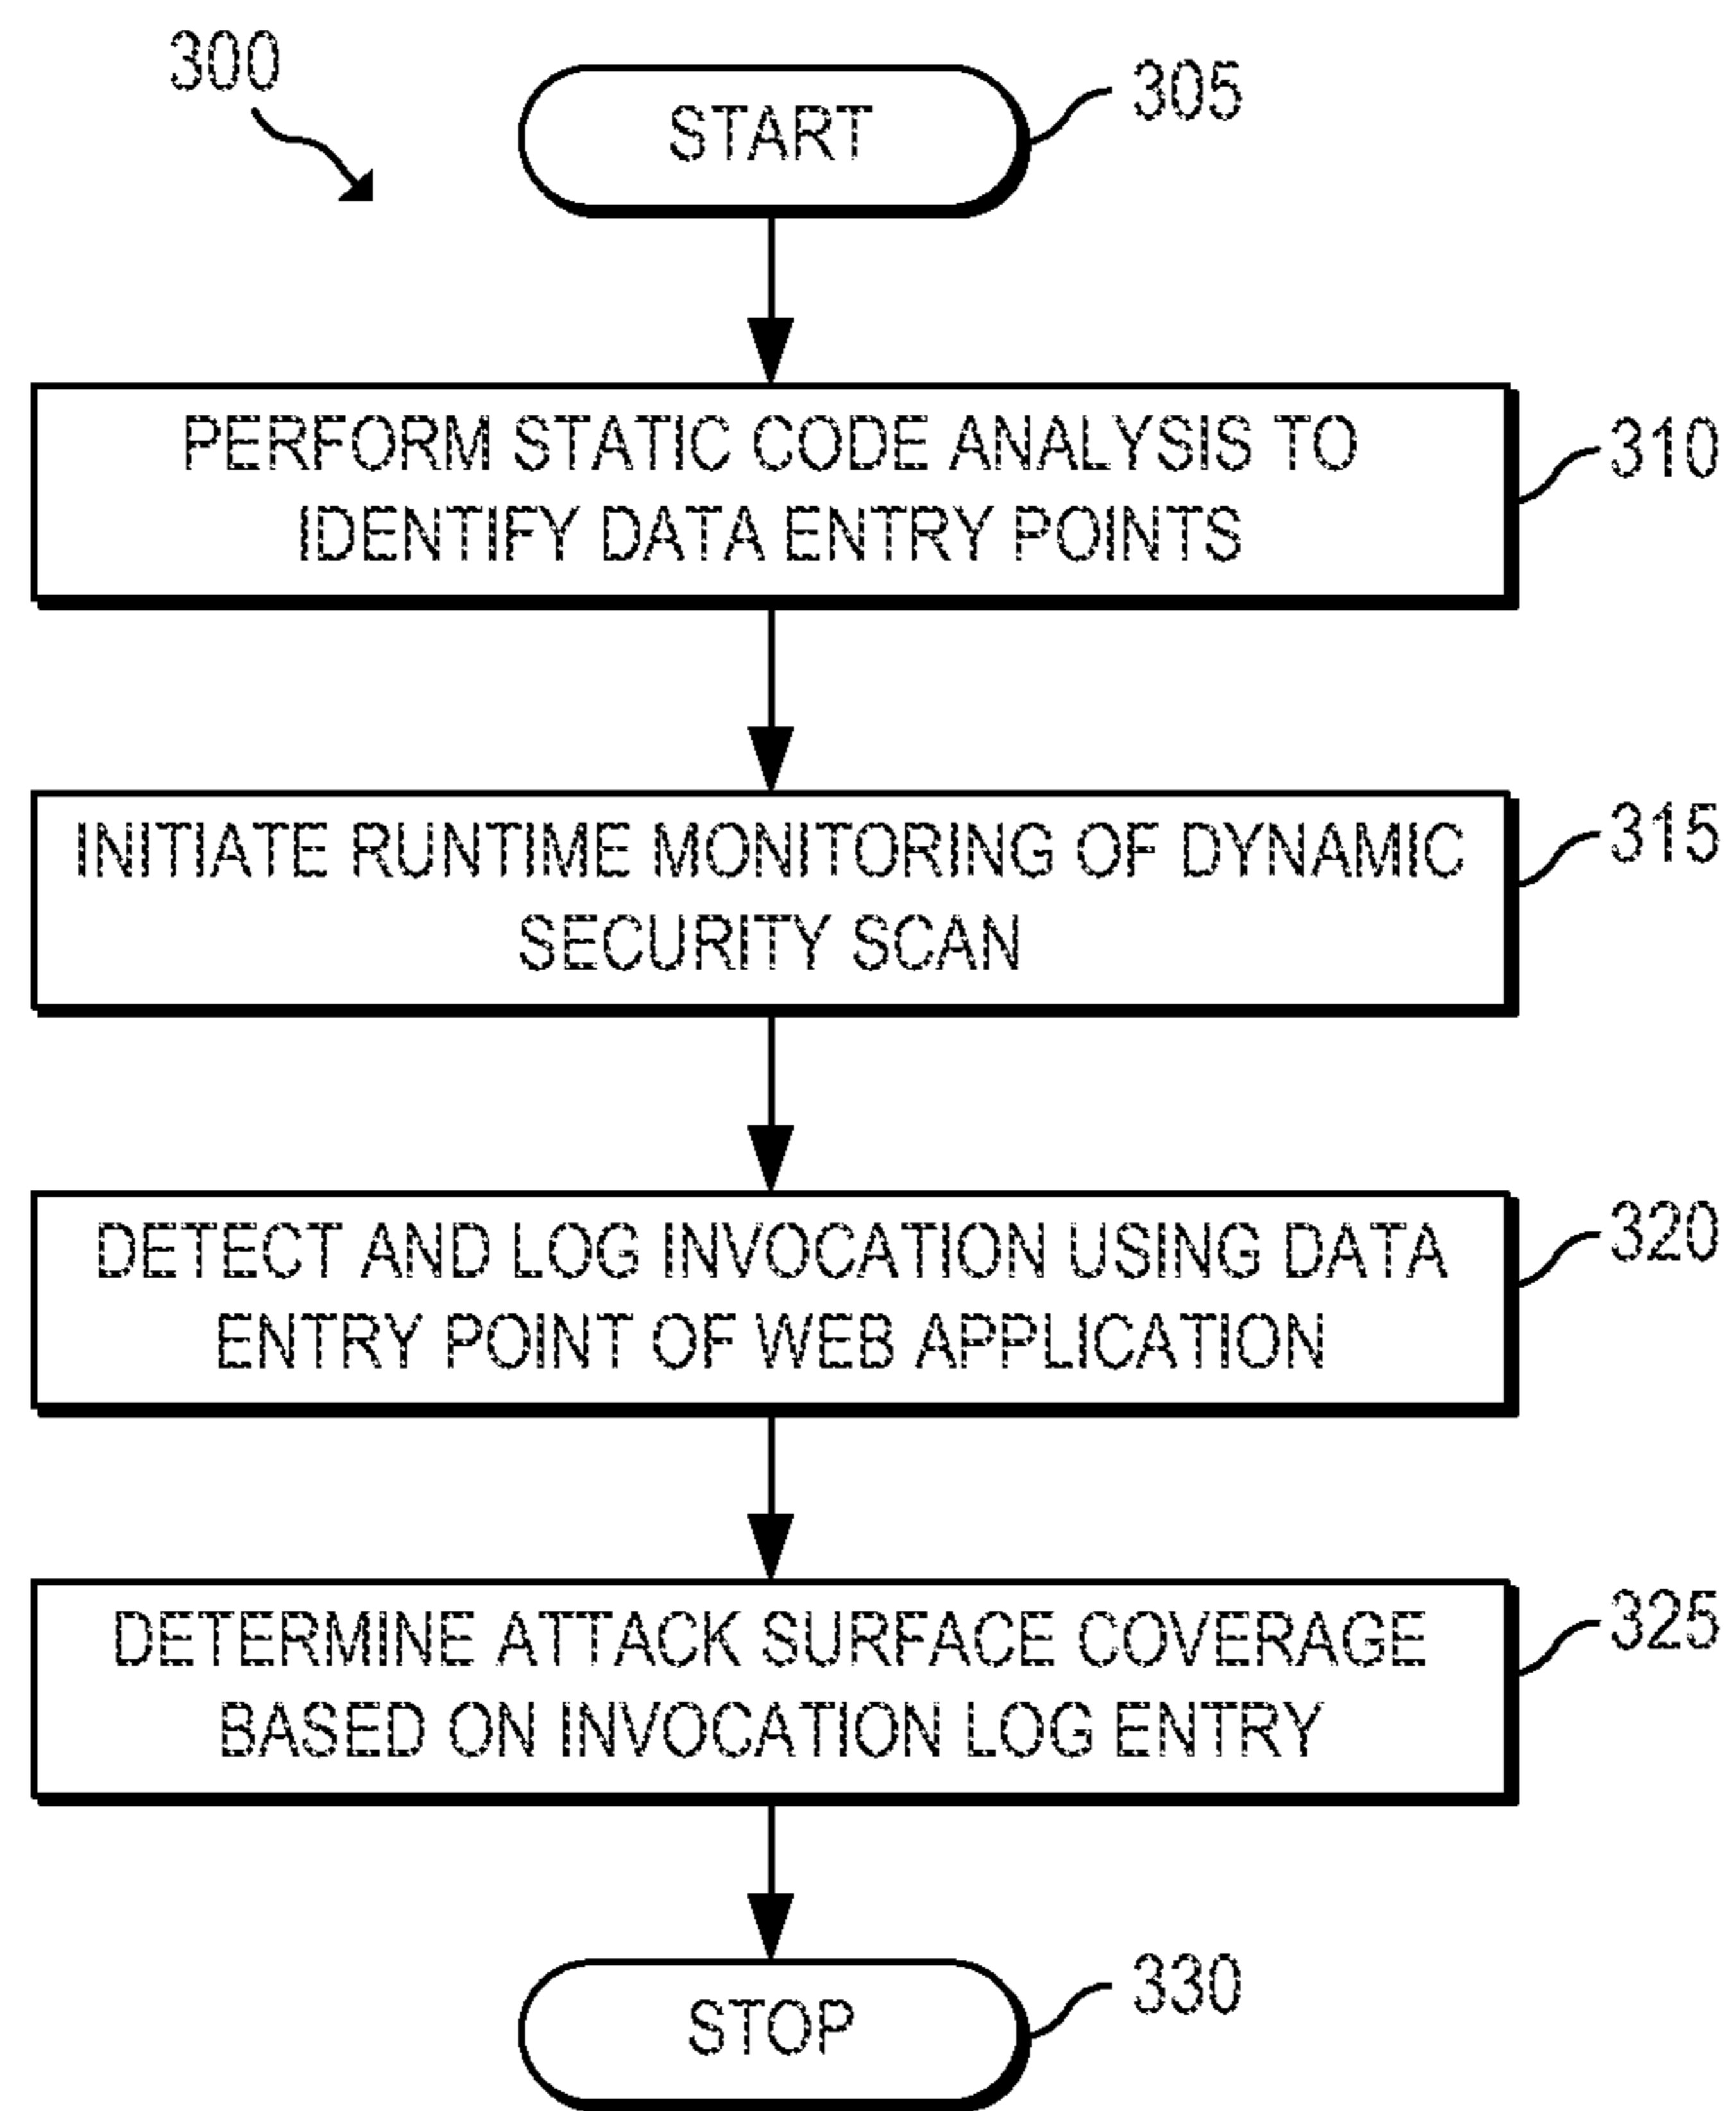 300
START
305
PERFORM STATIC CODE ANALYSIS TO
IDENTIFY DATA ENTRY POINTS
310
INITIATE RUNTIME MONITORING OF DYNAMIC
SECURITY SCAN
315
DETECT AND LOG INVOCATION USING DATA
ENTRY POINT OF WEB APPLICATION
320
DETERMINE ATTACK SURFACE COVERAGE
BASED ON INVOCATION LOG ENTRY
325
STOP
330